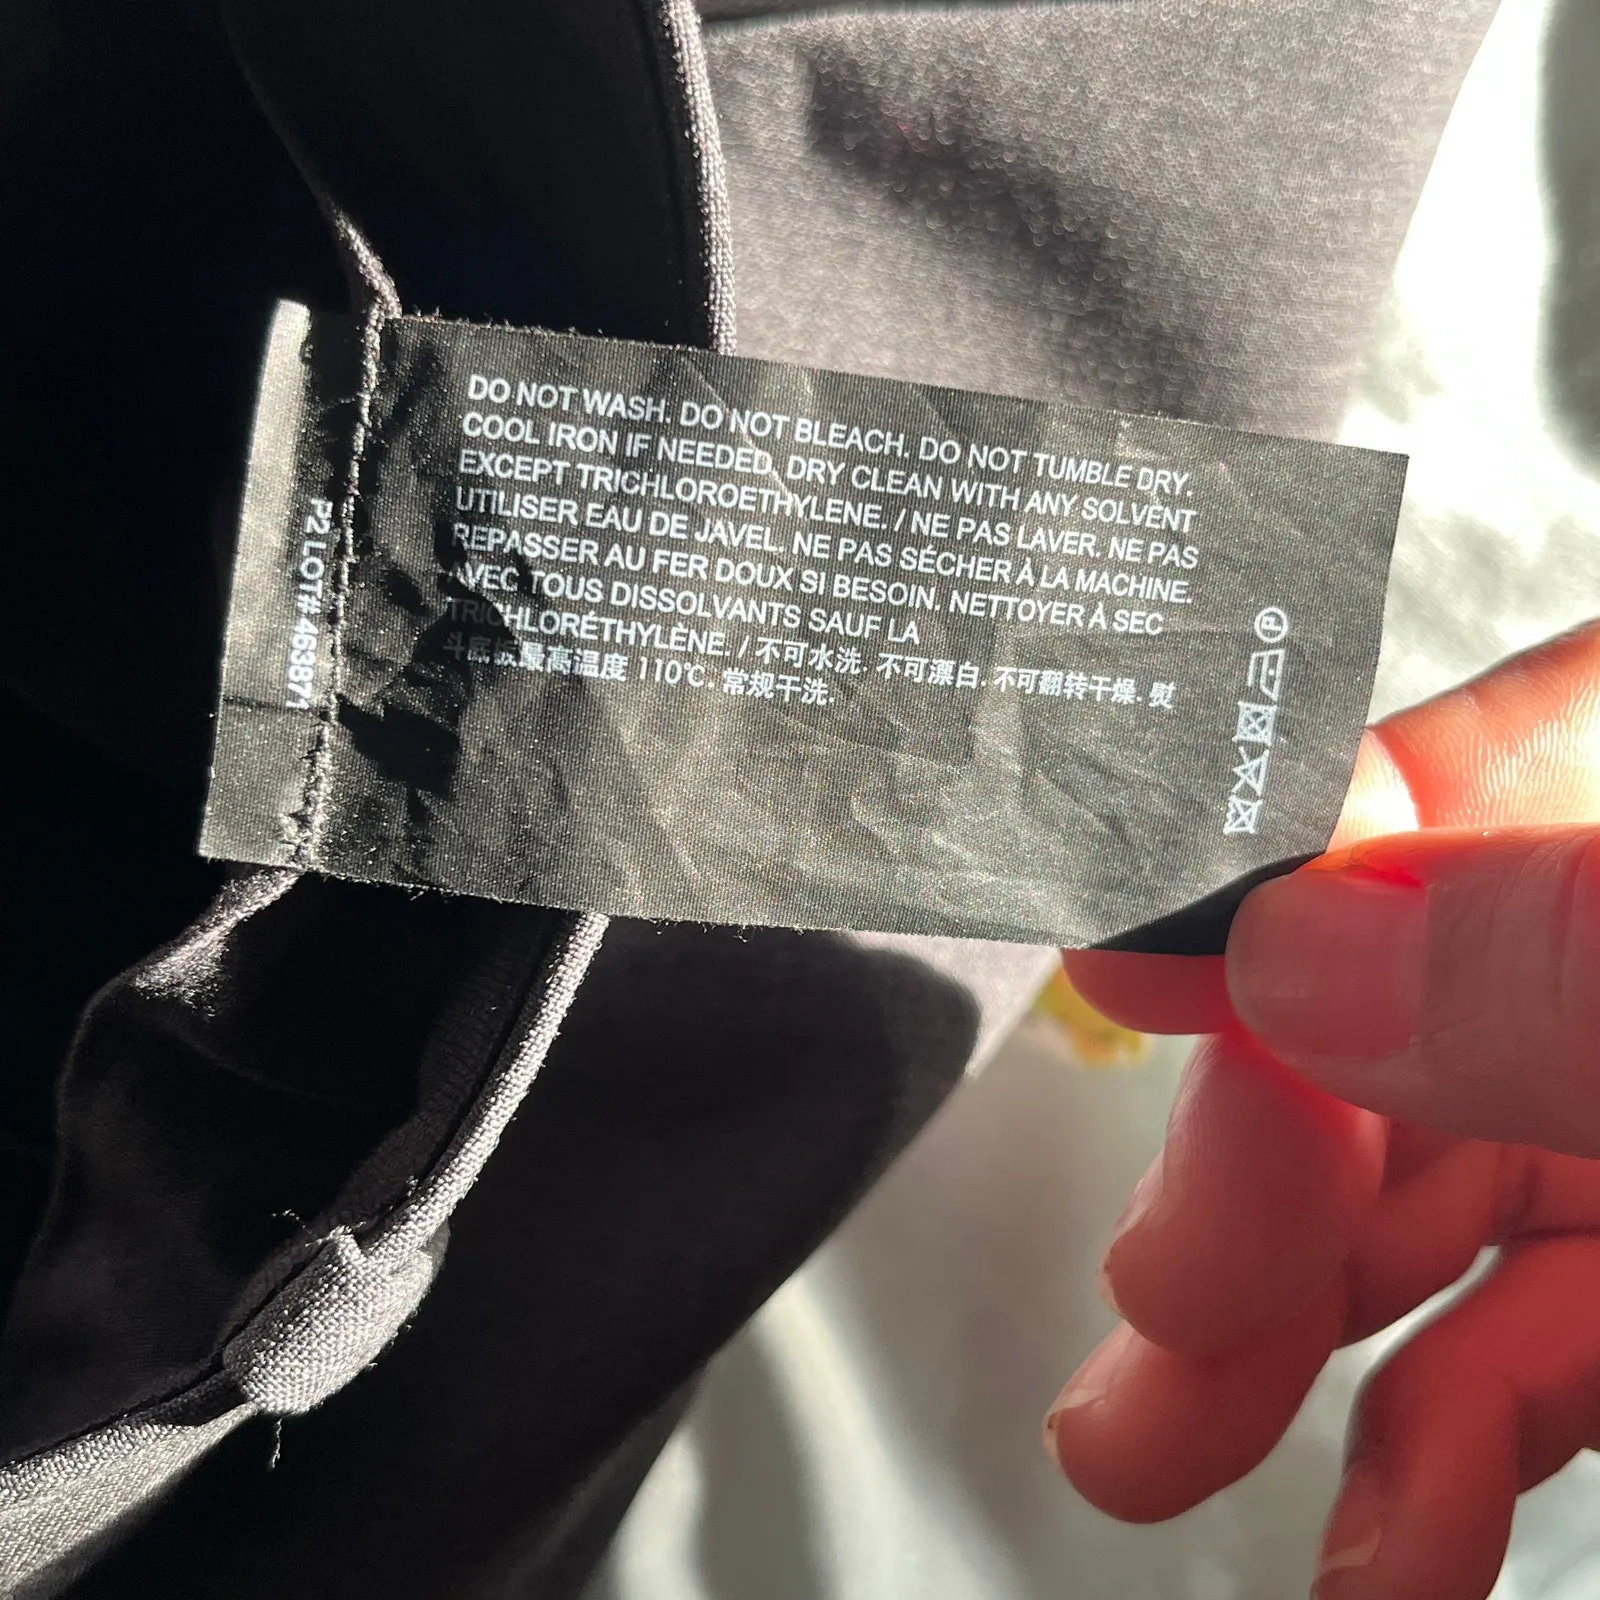 DO NOT WASH. DO NOT BLEACH. DO NOT TUMBLE DRY.
COOL IRON IF NEEDED. DRY CLEAN WITH ANY SOLVENT
EXCEPT TRICHLOROETHYLENE. / NE PAS LAVER. NE PAS
UTILISER EAU DE JAVEL. NE PAS SÉCHER À LA MACHINE.
REPASSER AU FER DOUX SI BESOIN. NETTOYER À SEC
AVEC TOUS DISSOLVANTS SAUF LA
TRICHLORÉTHYLÈNE. / 不可水洗. 不可漂白. 不可翻转干燥. 熨
斗底板最高温度 110℃. 常规干洗.
P2 LOT# 463871
P